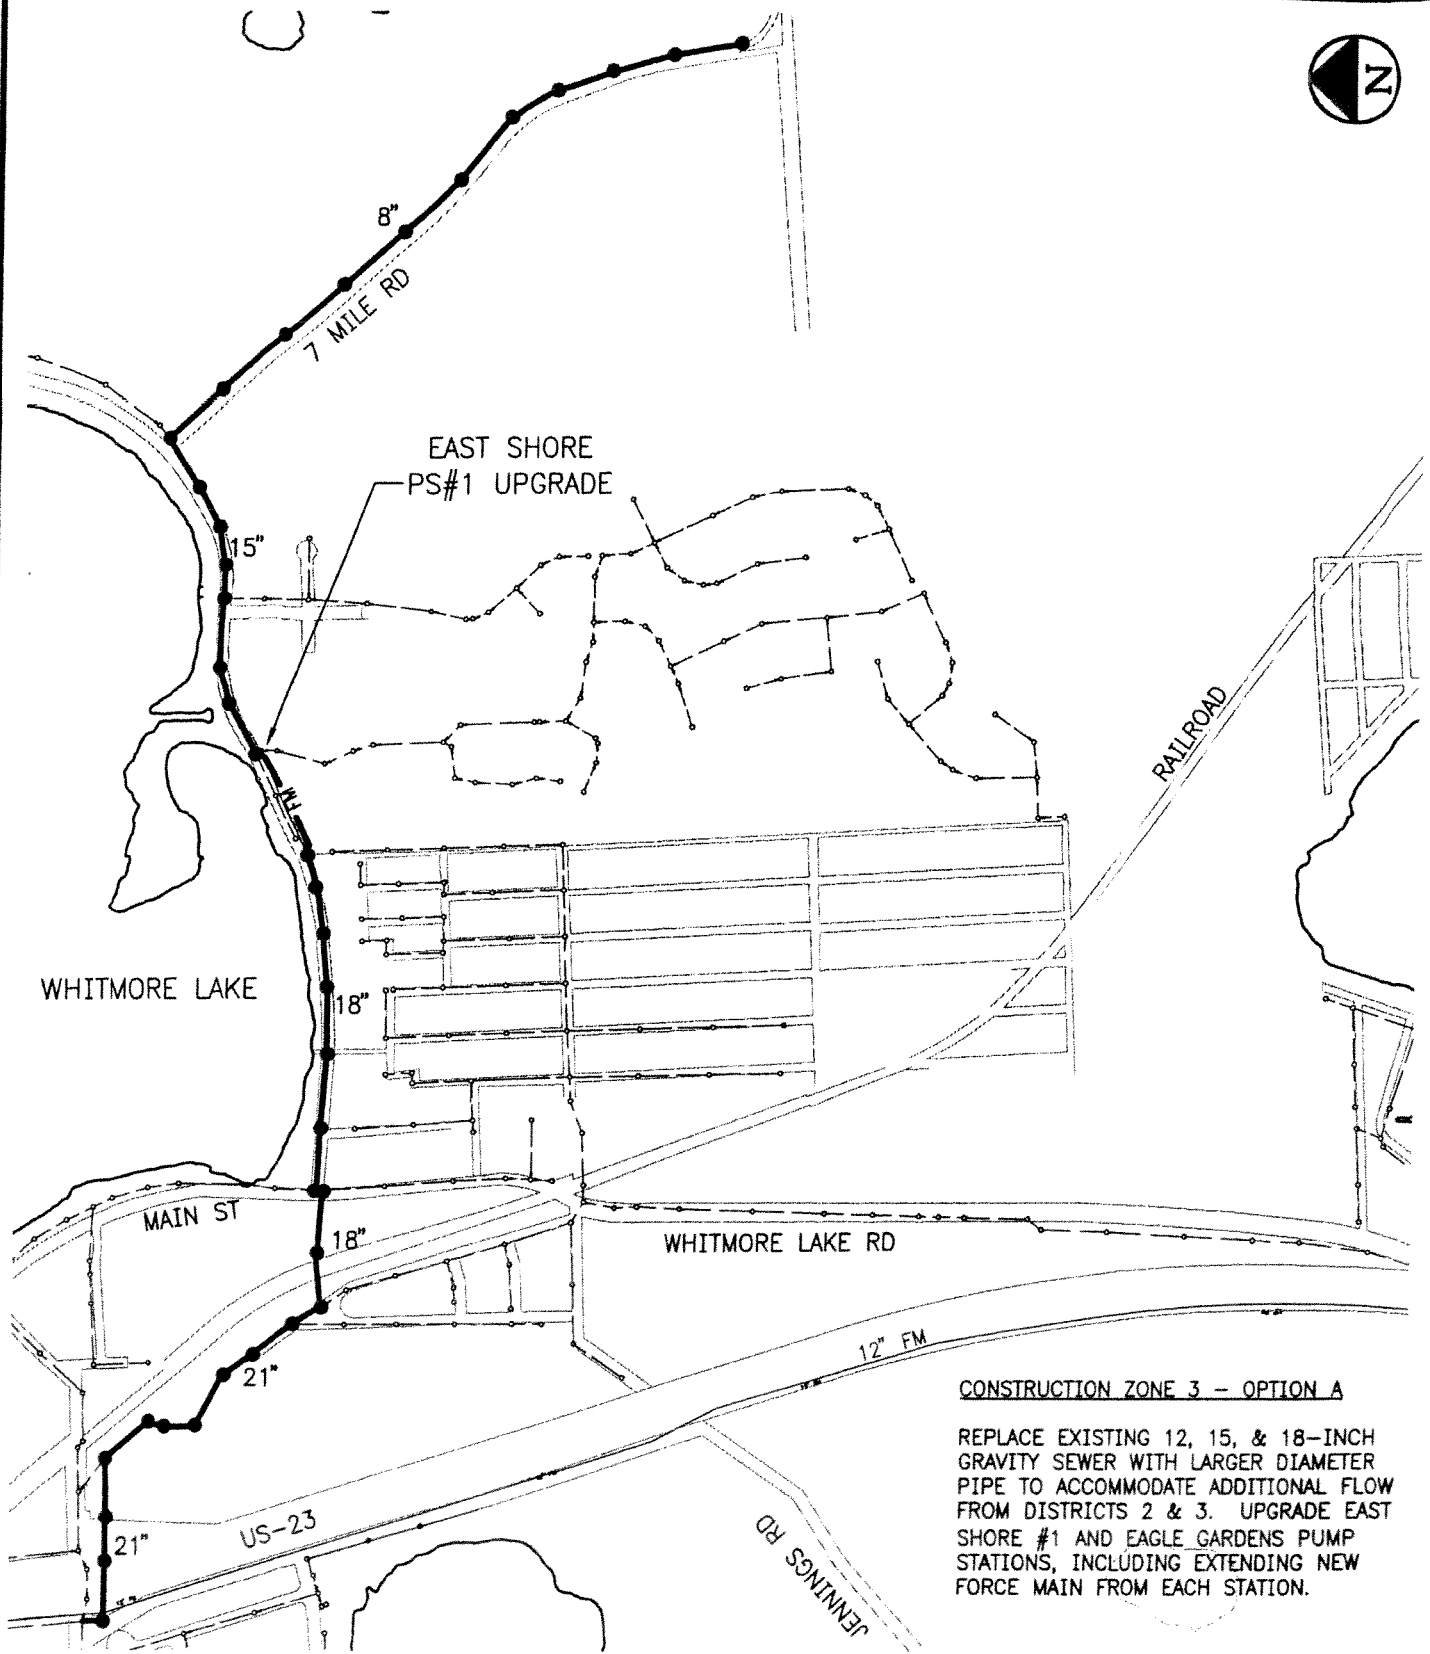 N
8"
7 MILE RD
EAST SHORE
PS#1 UPGRADE
15"
FM
RAILROAD
WHITMORE LAKE
18"
MAIN ST
18"
WHITMORE LAKE RD
12" FM
21"
21"
US-23
JENNINGS RD
CONSTRUCTION ZONE 3 - OPTION A
REPLACE EXISTING 12, 15, & 18-INCH
GRAVITY SEWER WITH LARGER DIAMETER
PIPE TO ACCOMMODATE ADDITIONAL FLOW
FROM DISTRICTS 2 & 3. UPGRADE EAST
SHORE #1 AND EAGLE GARDENS PUMP
STATIONS, INCLUDING EXTENDING NEW
FORCE MAIN FROM EACH STATION.